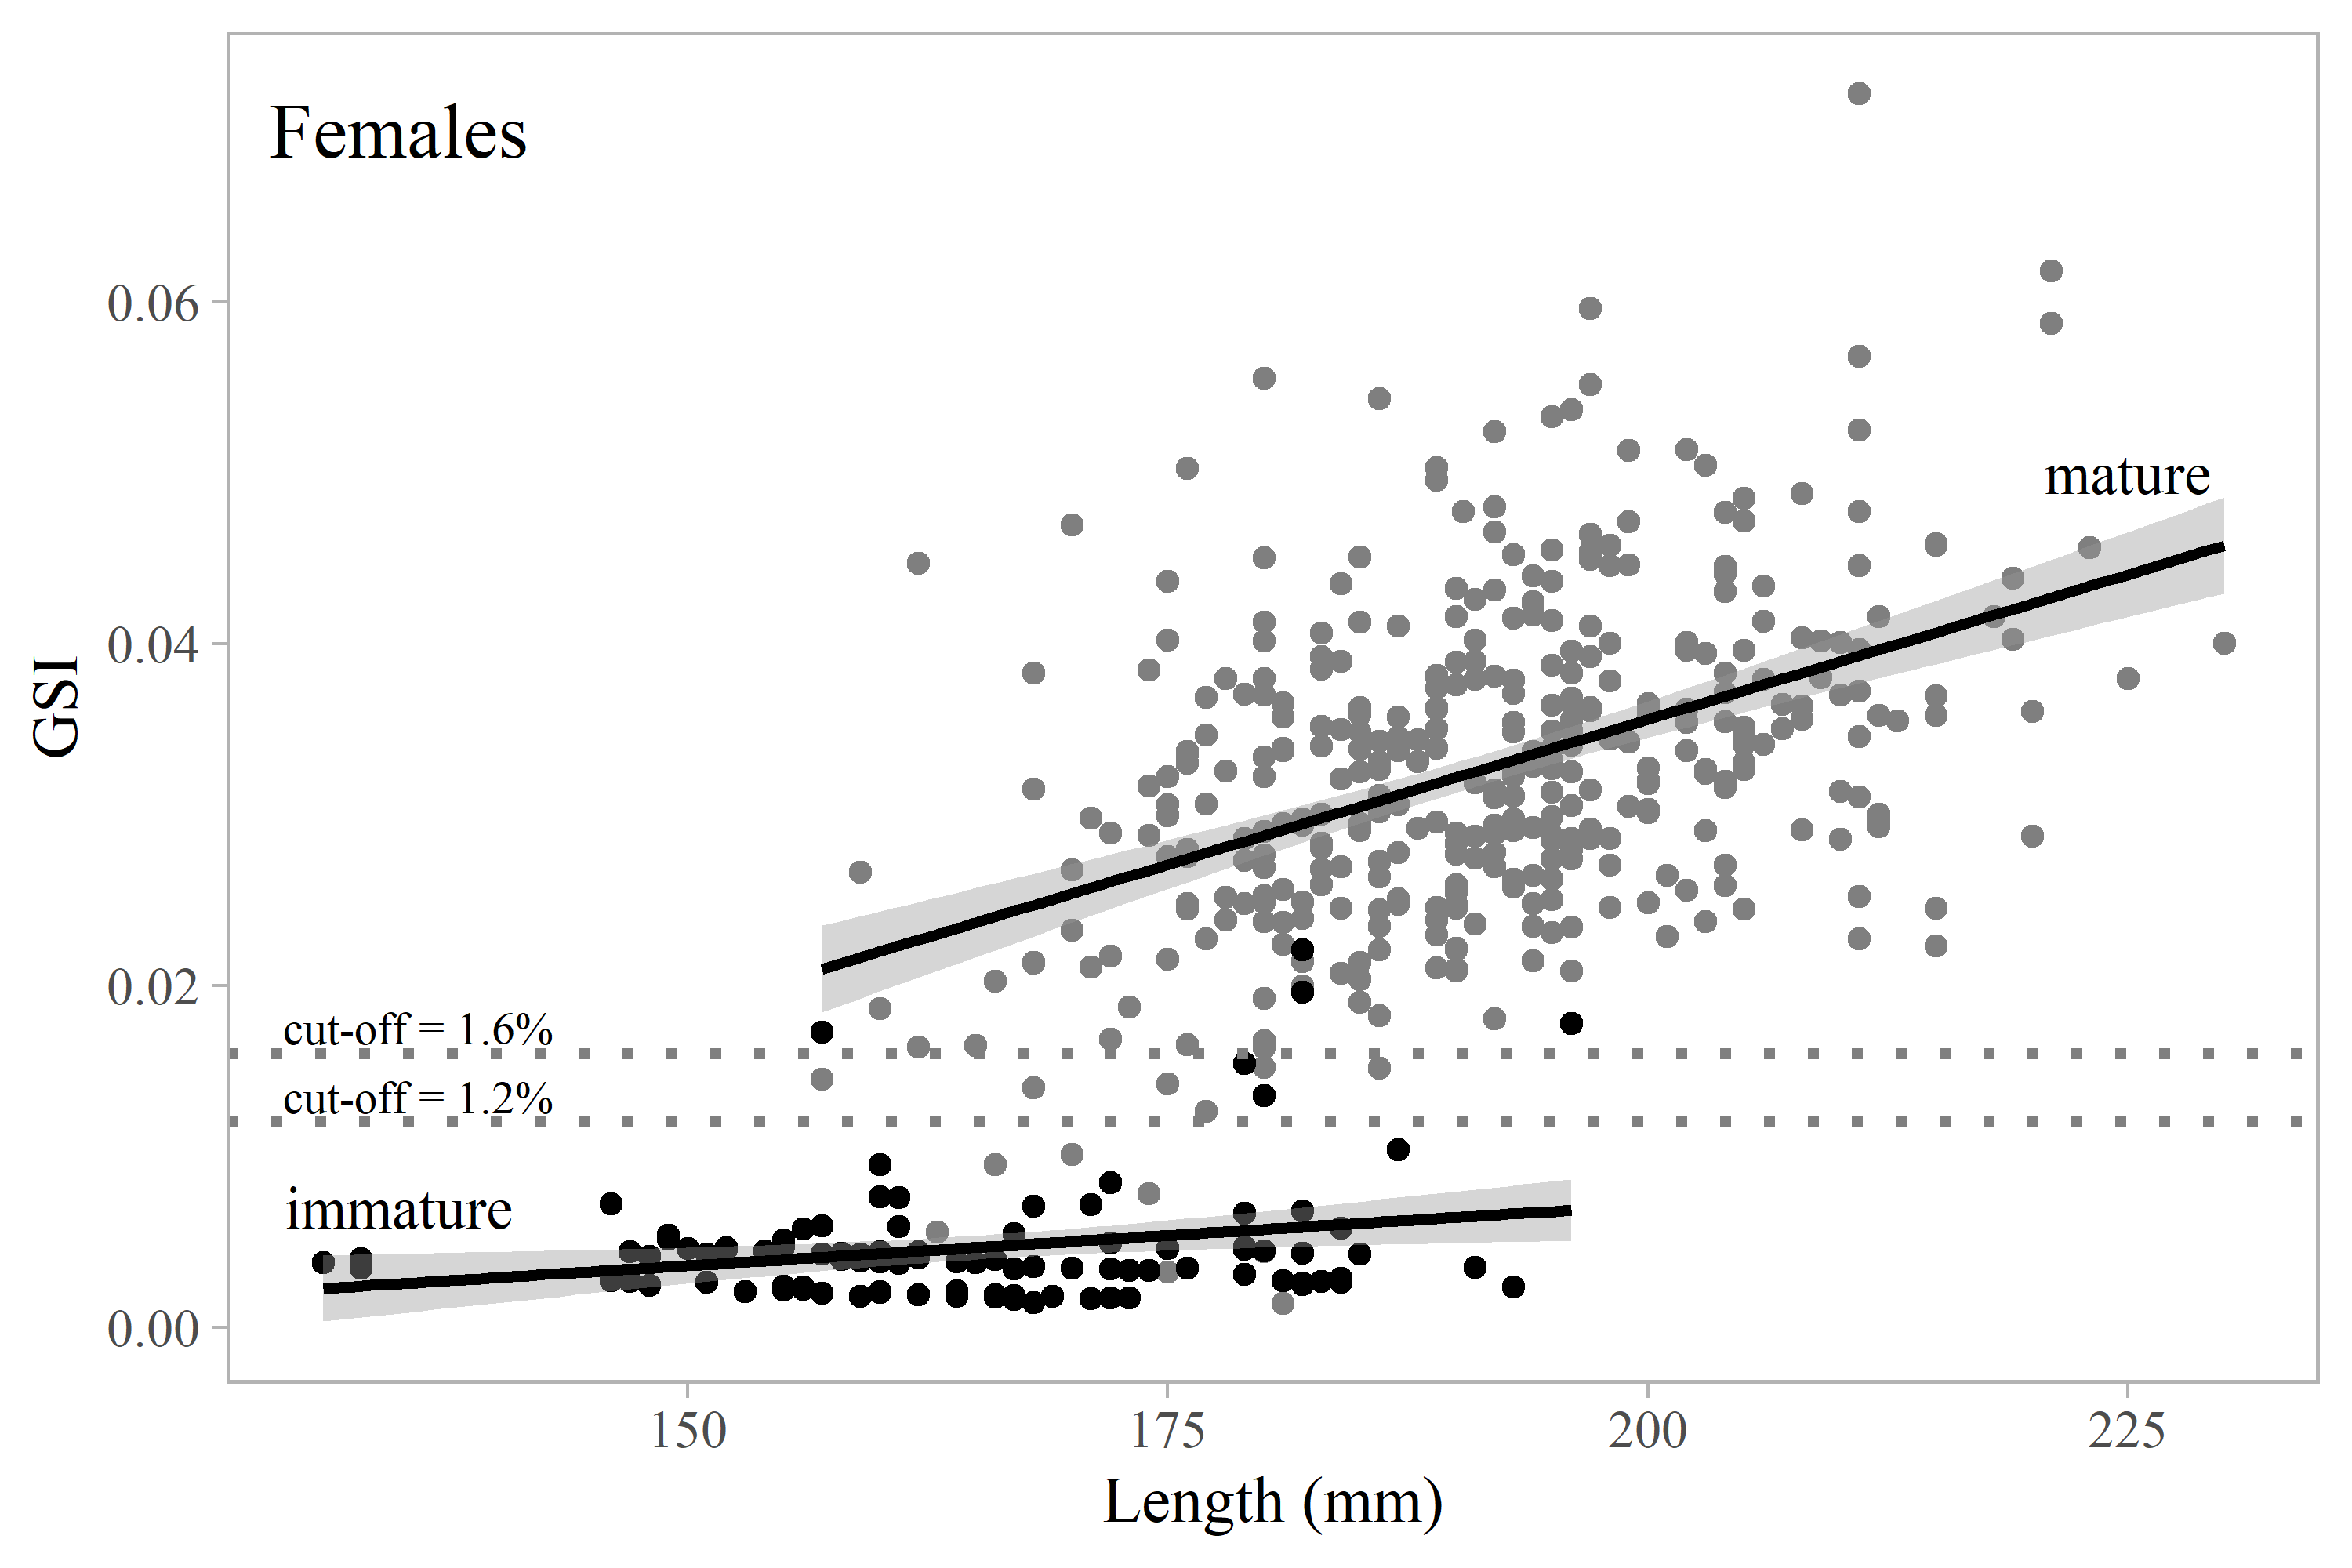 Females
0.06
mature
0.04
GSI
0.02
cut-off = 1.6%
cut-off = 1.2%
immature
0.00
150 175 200 225
Length (mm)